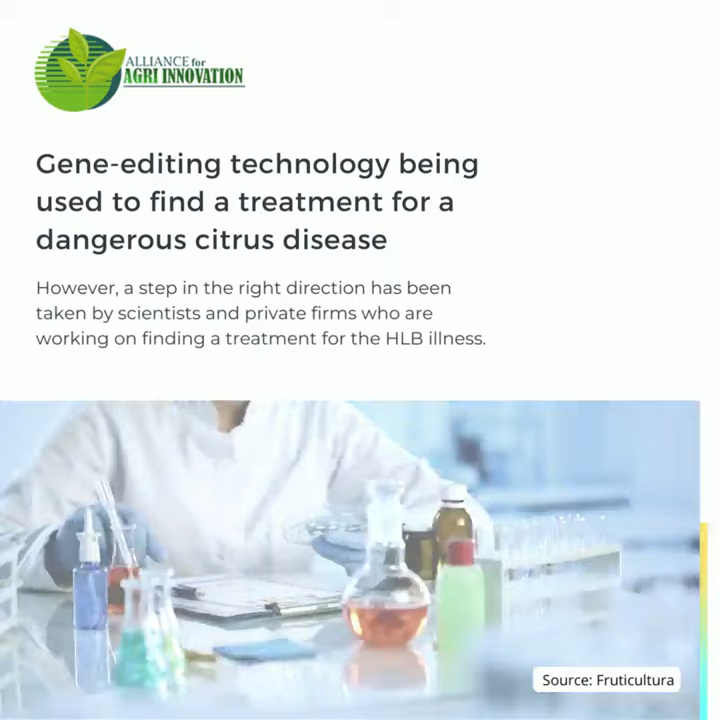 ALLIANCE for
AGRI INNOVATION
Gene-editing technology being
used to find a treatment for a
dangerous citrus disease
However, a step in the right direction has been
taken by scientists and private firms who are
working on finding a treatment for the HLB illness.
Source: Fruticultura